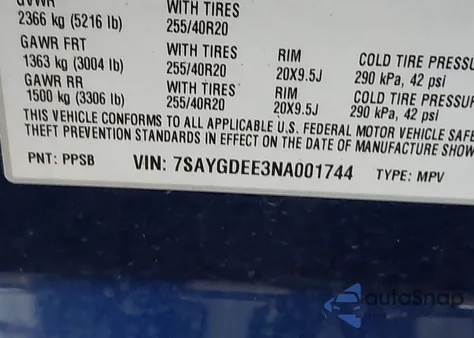 GVWR WITH TIRES
2366 kg (5216 lb) 255/40R20
GAWR FRT WITH TIRES RIM COLD TIRE PRESSU
1363 kg (3004 lb) 255/40R20 20X9.5J 290 kPa, 42 psi
GAWR RR WITH TIRES RIM COLD TIRE PRESSUR
1500 kg (3306 lb) 255/40R20 20X9.5J 290 kPa, 42 psi
THIS VEHICLE CONFORMS TO ALL APPLICABLE U.S. FEDERAL MOTOR VEHICLE SAFE
THEFT PREVENTION STANDARDS IN EFFECT ON THE DATE OF MANUFACTURE SHOW
PNT: PPSB VIN: 7SAYGDEE3NA001744 TYPE: MPV
autoSnap